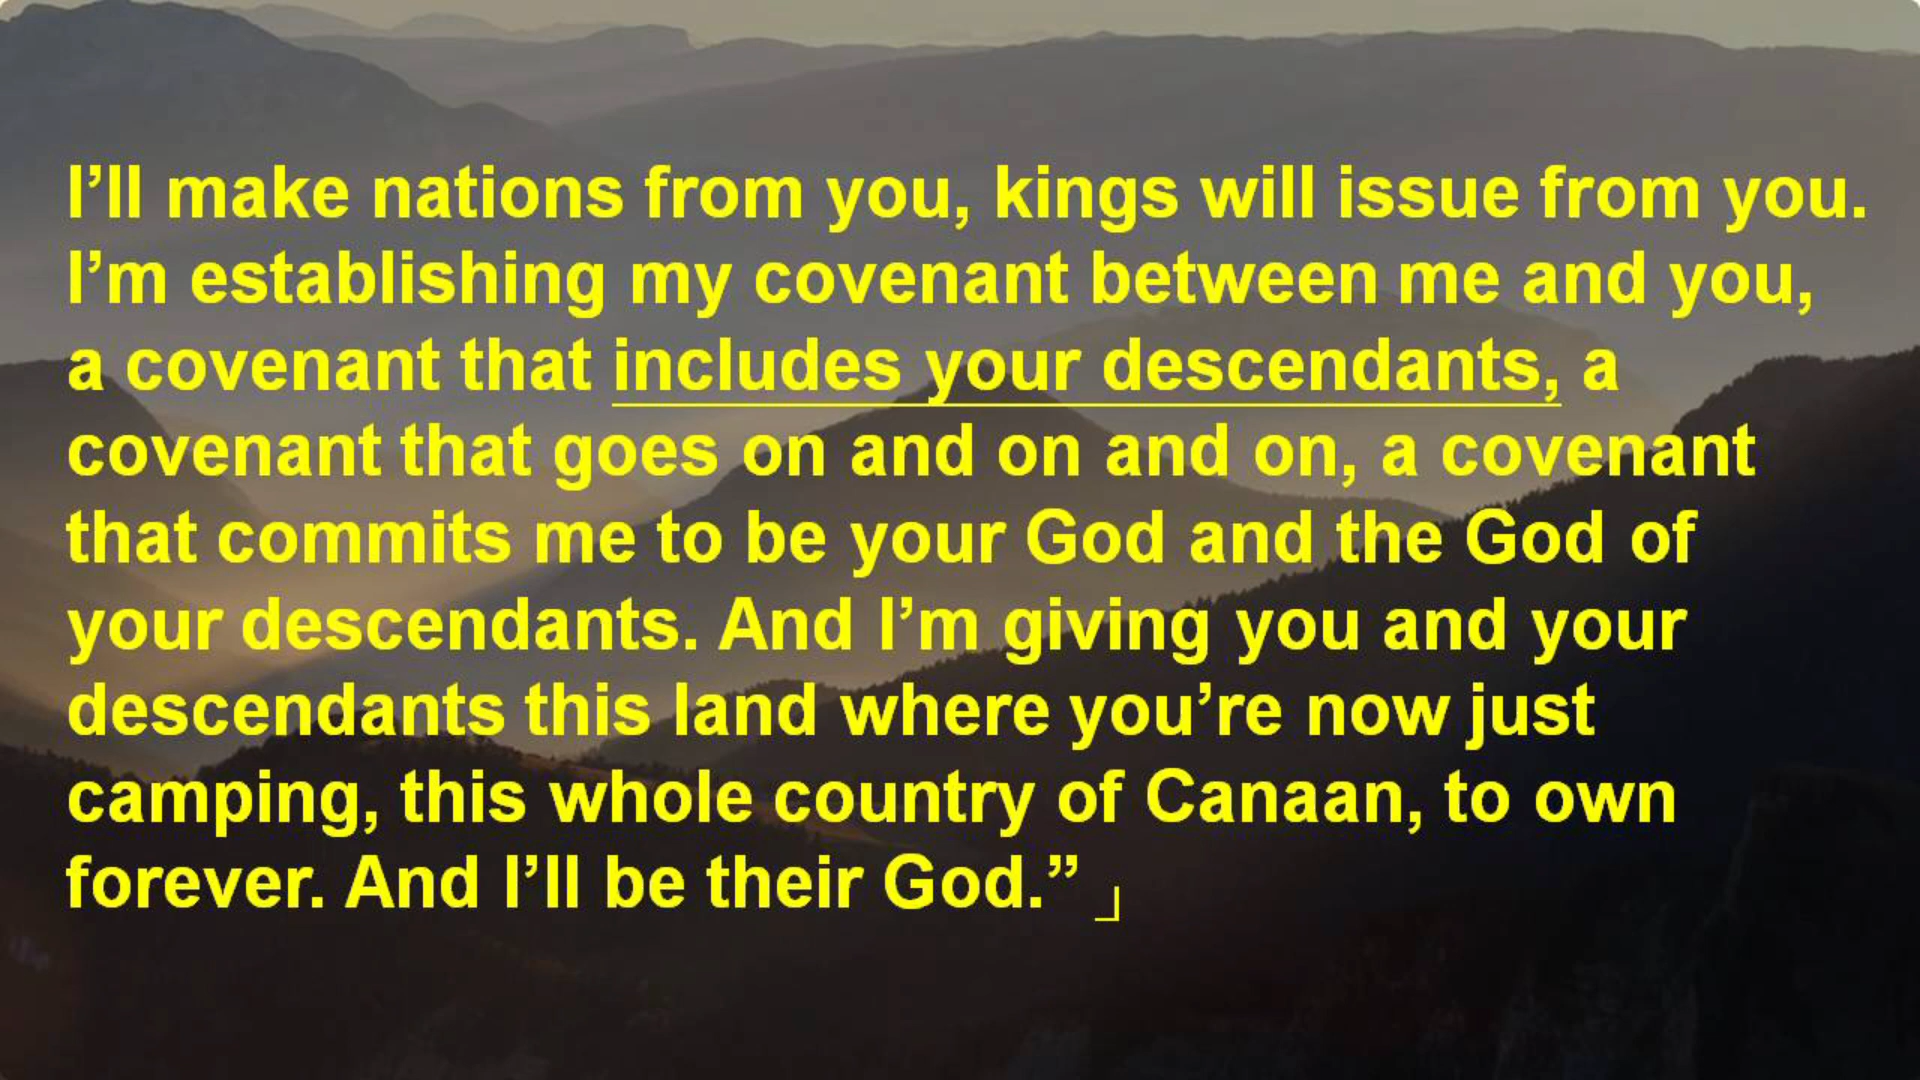 I’ll make nations from you, kings will issue from you.
I’m establishing my covenant between me and you,
a covenant that includes your descendants, a
covenant that goes on and on and on, a covenant
that commits me to be your God and the God of
your descendants. And I’m giving you and your
descendants this land where you’re now just
camping, this whole country of Canaan, to own
forever. And I’ll be their God.” 」